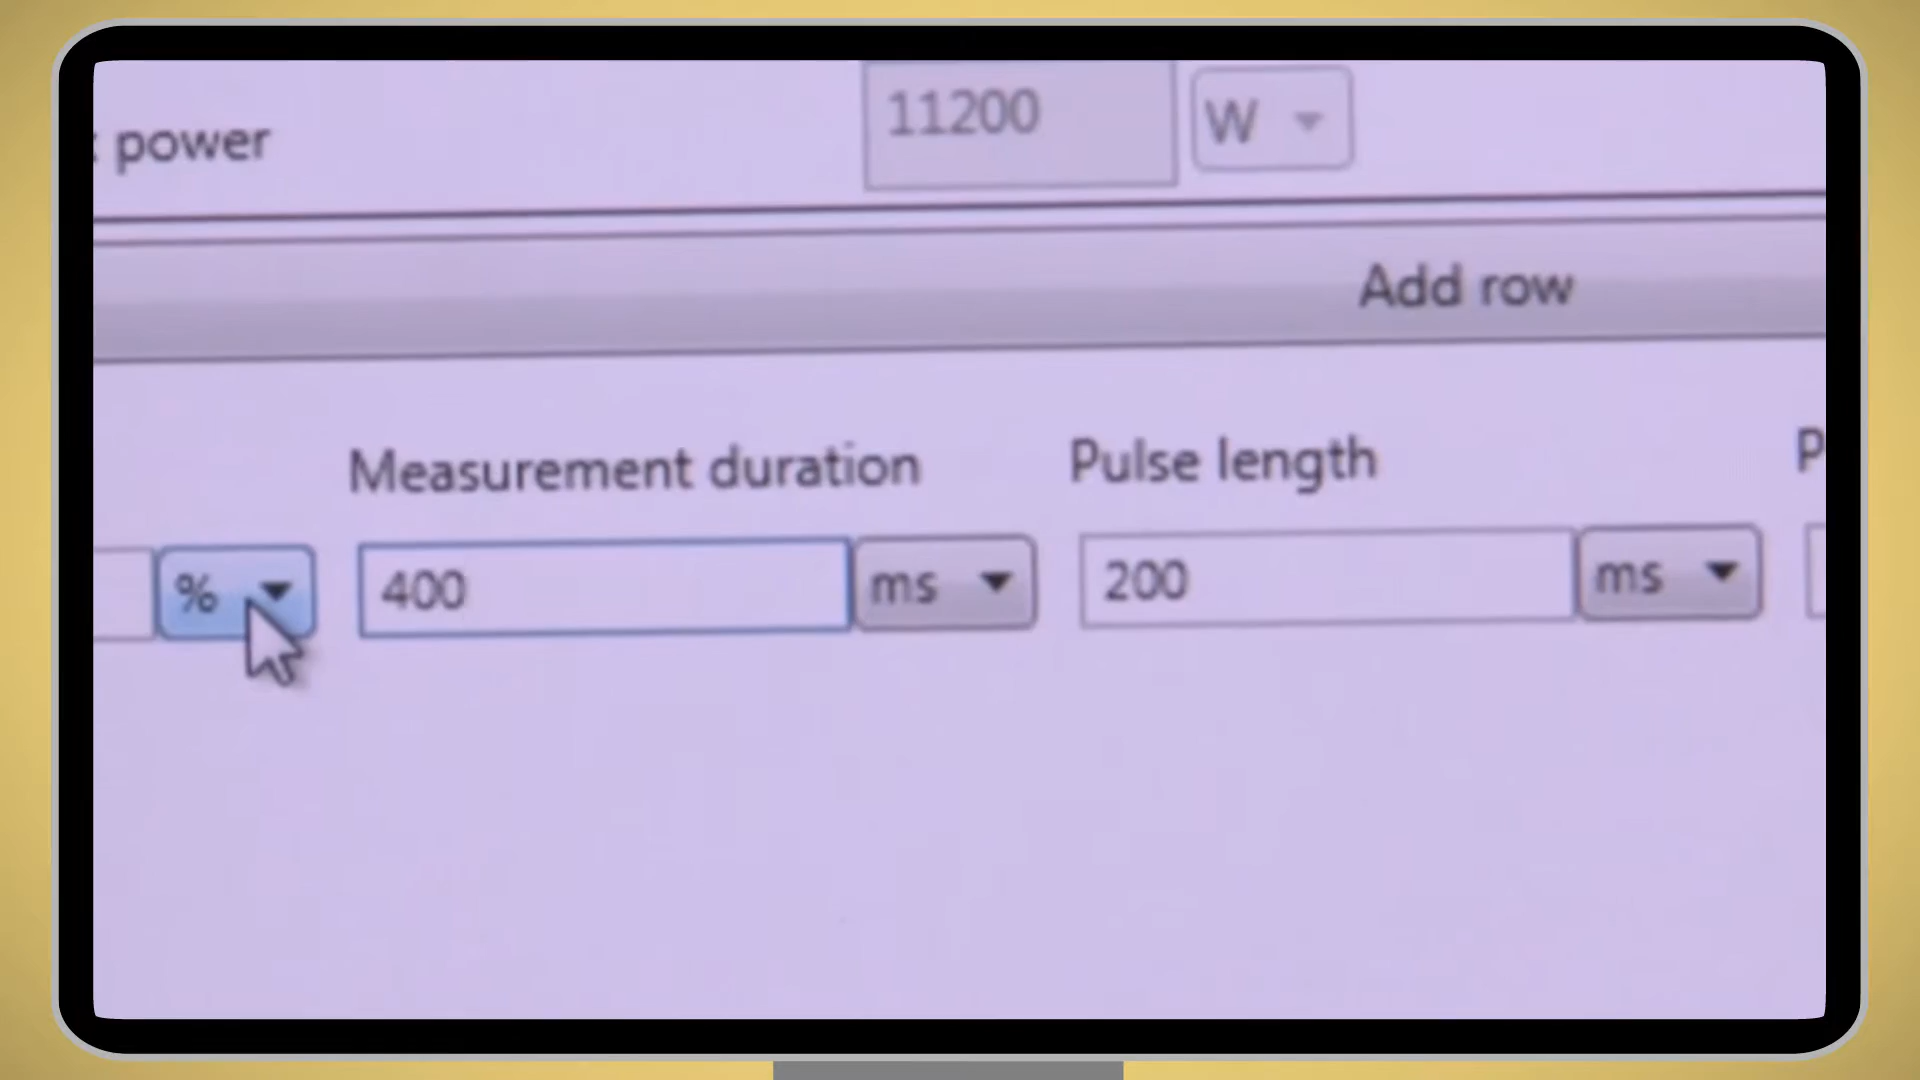 power 11200 W
Add row
Measurement duration Pulse length P
% 400 ms 200 ms